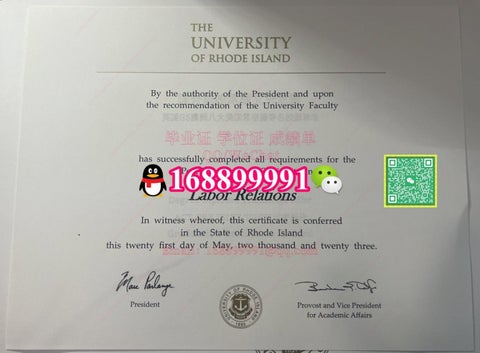 THE
UNIVERSITY
OF RHODE ISLAND
By the authority of the President and upon
the recommendation of the University Faculty
毕业证 学位证 成绩单
has successfully completed all requirements for the
168899991
Labor Relations
In witness whereof, this certificate is conferred
in the State of Rhode Island
this twenty first day of May, two thousand and twenty three.
168899991@qq.com
President
Provost and Vice President
for Academic Affairs